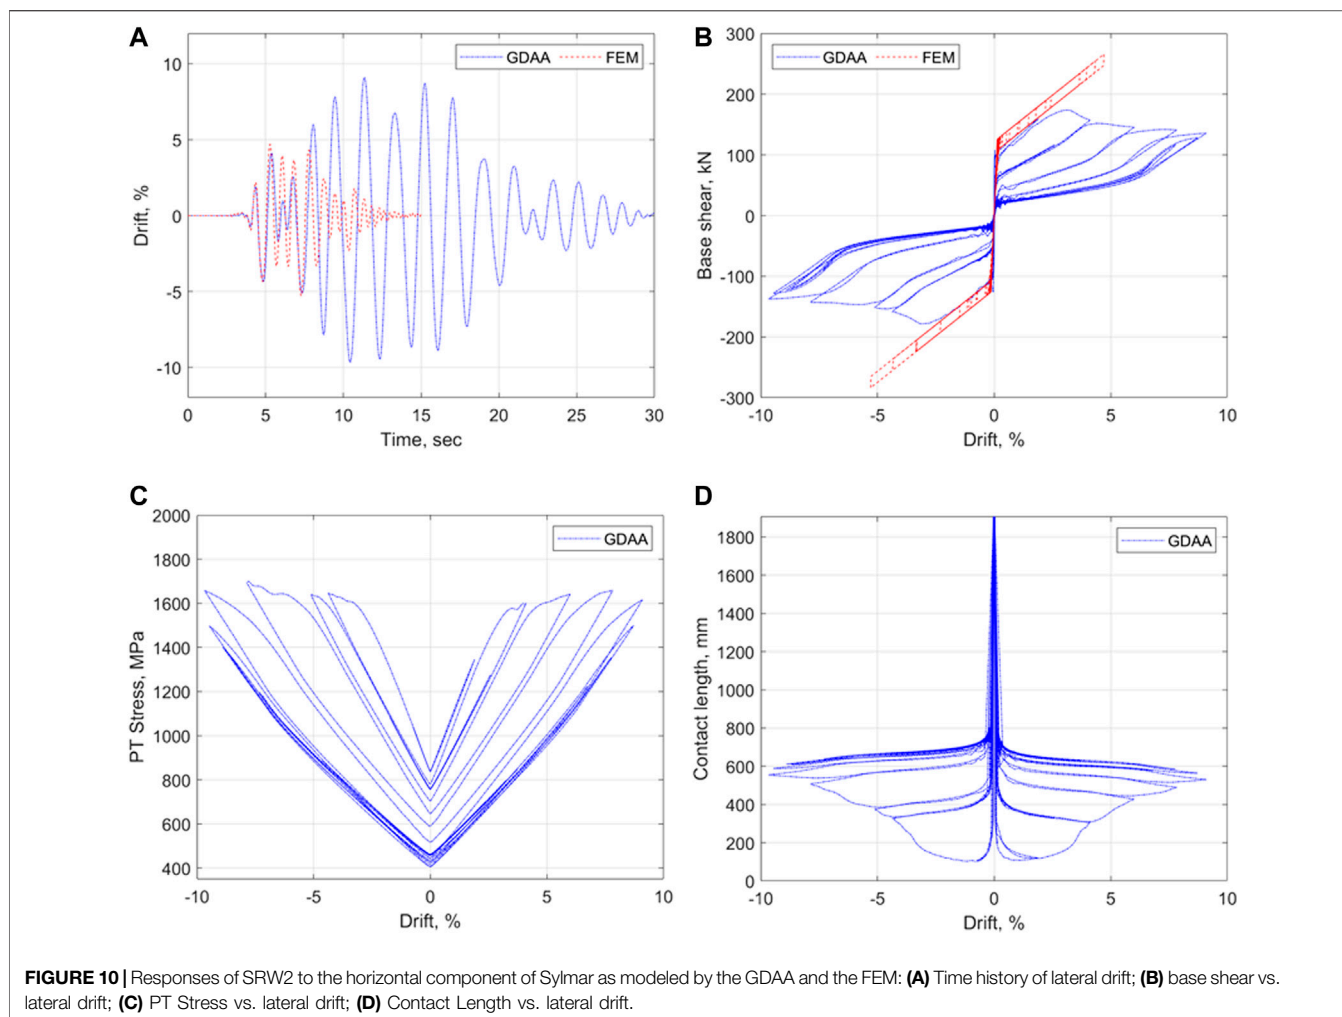 A
GDAA FEM
10
5
0
-5
-10
Drift, %
0 5 10 15 20 25 30
Time, sec
B
GDAA FEM
300
200
100
0
-100
-200
-300
Base shear, kN
-10 -5 0 5 10
Drift, %
C
GDAA
2000
1800
1600
1400
1200
1000
800
600
400
PT Stress, MPa
-10 -5 0 5 10
Drift, %
D
GDAA
1800
1600
1400
1200
1000
800
600
400
200
0
Contact length, mm
-10 -5 0 5 10
Drift, %
FIGURE 10 | Responses of SRW2 to the horizontal component of Sylmar as modeled by the GDAA and the FEM: (A) Time history of lateral drift; (B) base shear vs.
lateral drift; (C) PT Stress vs. lateral drift; (D) Contact Length vs. lateral drift.